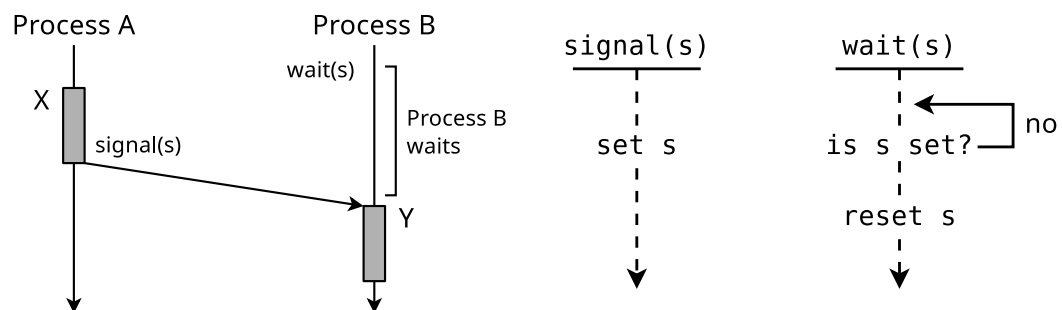 Process A
Process B
X
signal(s)
wait(s)
Process B
waits
Y
signal(s)
set s
wait(s)
is s set?
no
reset s